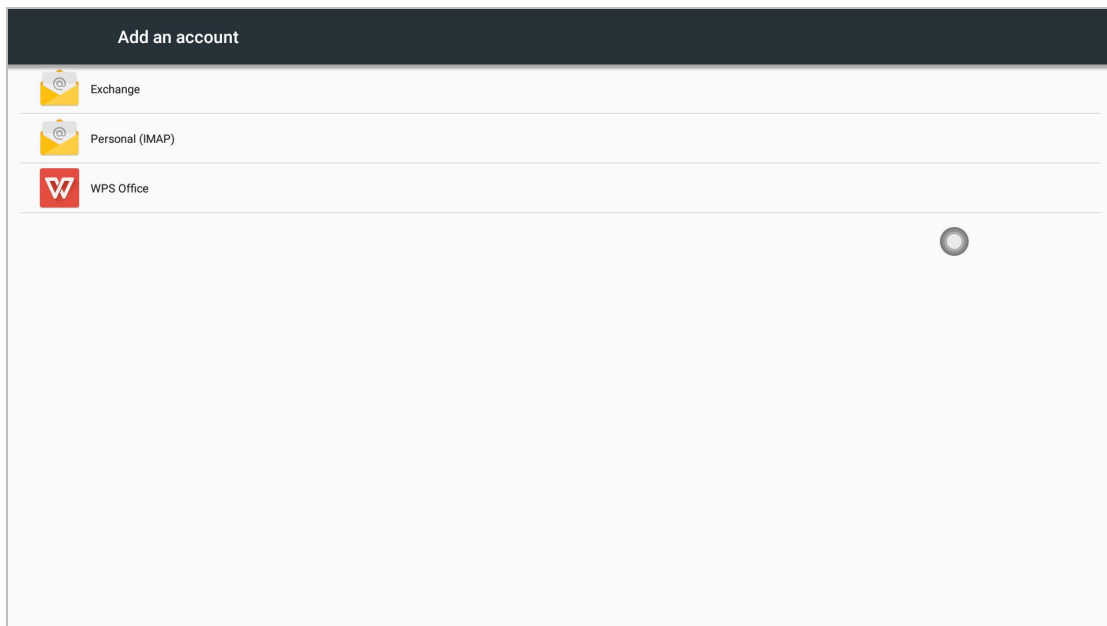 Add an account
@
Exchange
@
Personal (IMAP)
WPS Office